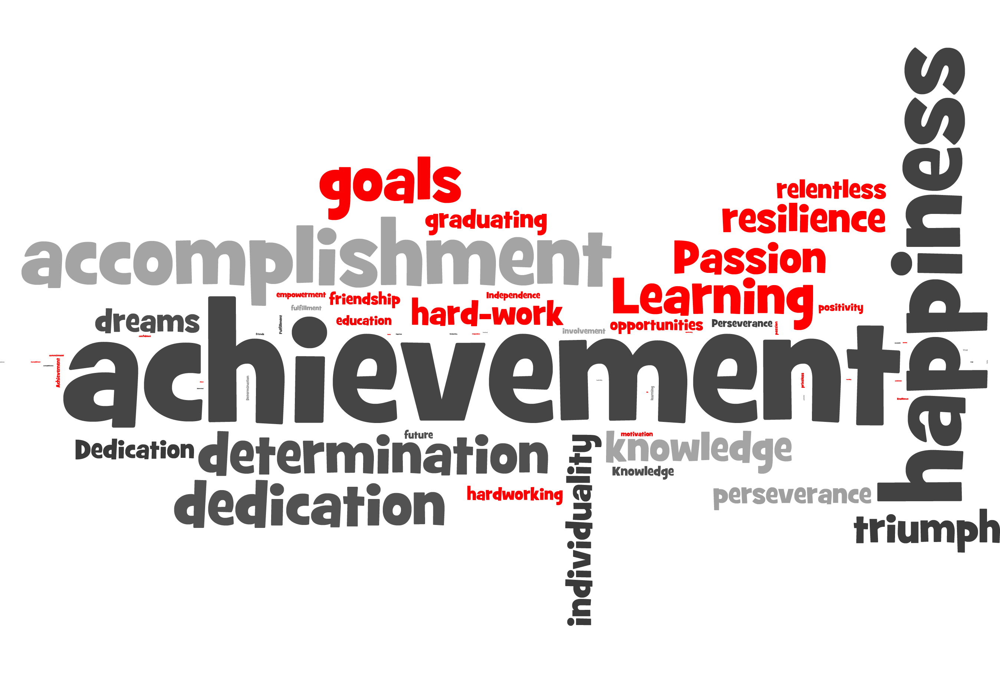 happiness
goals
relentless
resilience
graduating
accomplishment
Passion
Learning
empowerment
friendship
Independence
hard-work
positivity
fulfillment
dreams
Fulfillment
education
opportunities
Perseverance
passion
involvement
confidence
friends
achievement
commitment
Achievement
Determination
learning
priceless
Resilience
future
motivation
knowledge
Dedication
determination
individuality
Knowledge
dedication
hardworking
perseverance
triumph